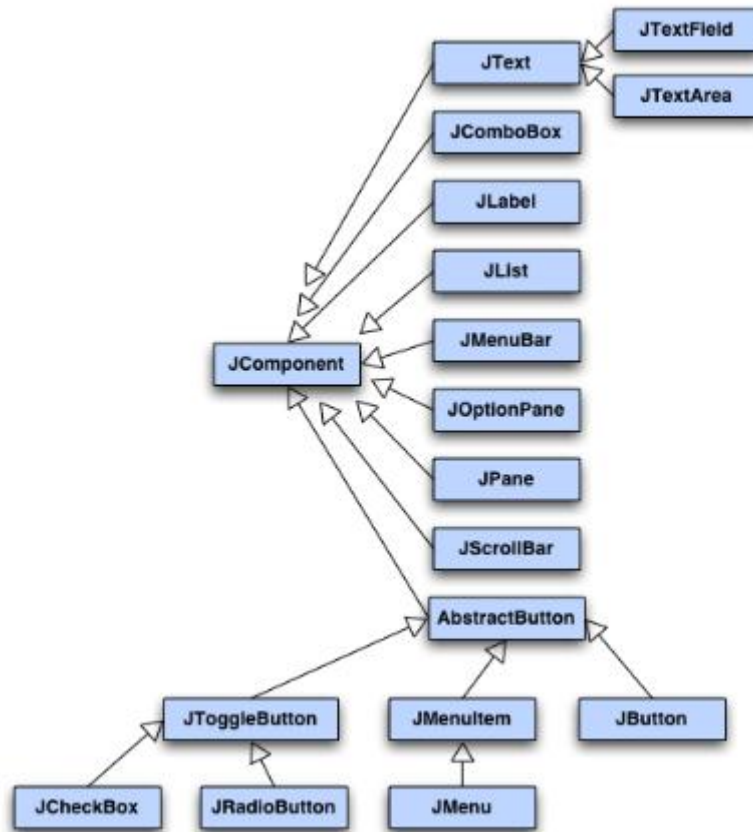 JTextField
JText
JTextArea
JComboBox
JLabel
JList
JMenuBar
JComponent
JOptionPane
JPane
JScrollBar
AbstractButton
JToggleButton
JMenuItem
JButton
JCheckBox
JRadioButton
JMenu